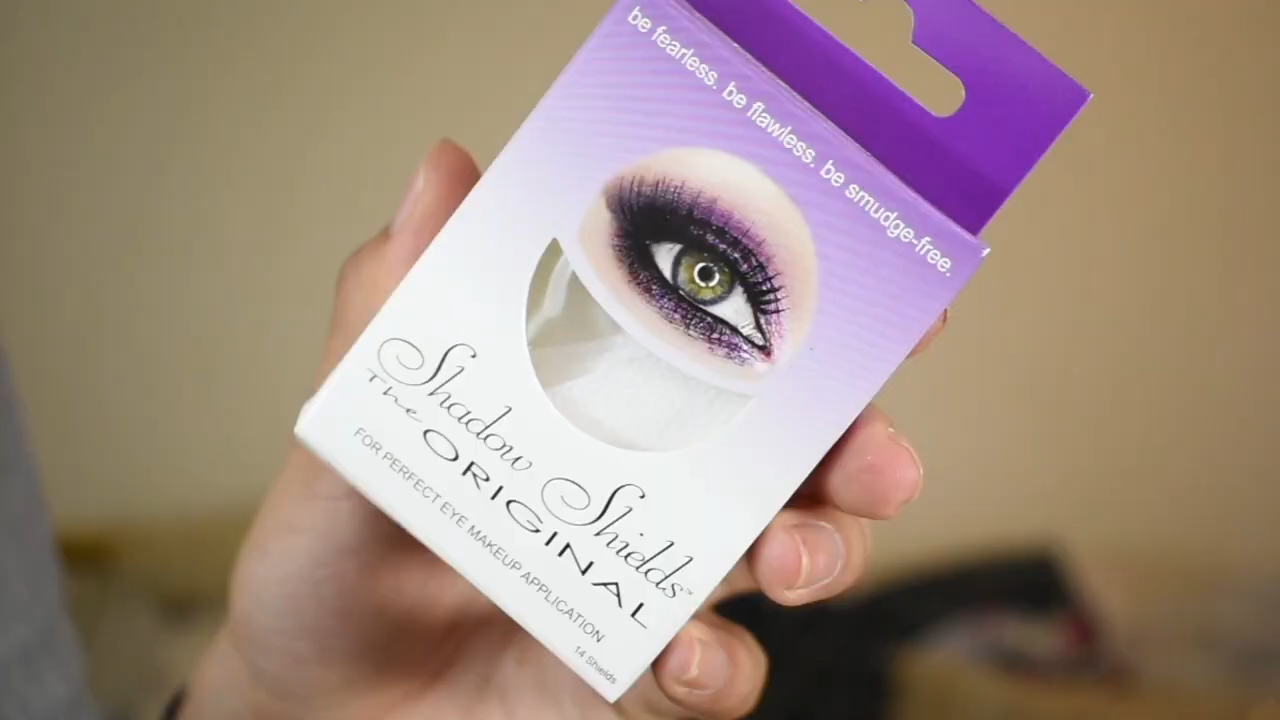 be fearless. be flawless. be smudge-free.
Shadow Shields™
The ORIGINAL
FOR PERFECT EYE MAKEUP APPLICATION
14 Shields